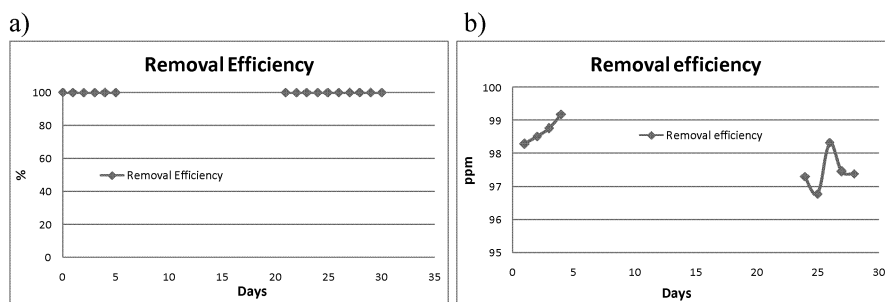 a)
Removal Efficiency
100
80
60
40
20
0
%
Removal Efficiency
0 5 10 15 20 25 30 35
Days
b)
Removal efficiency
100
99
98
97
96
95
ppm
Removal efficiency
0 5 10 15 20 25 30
Days